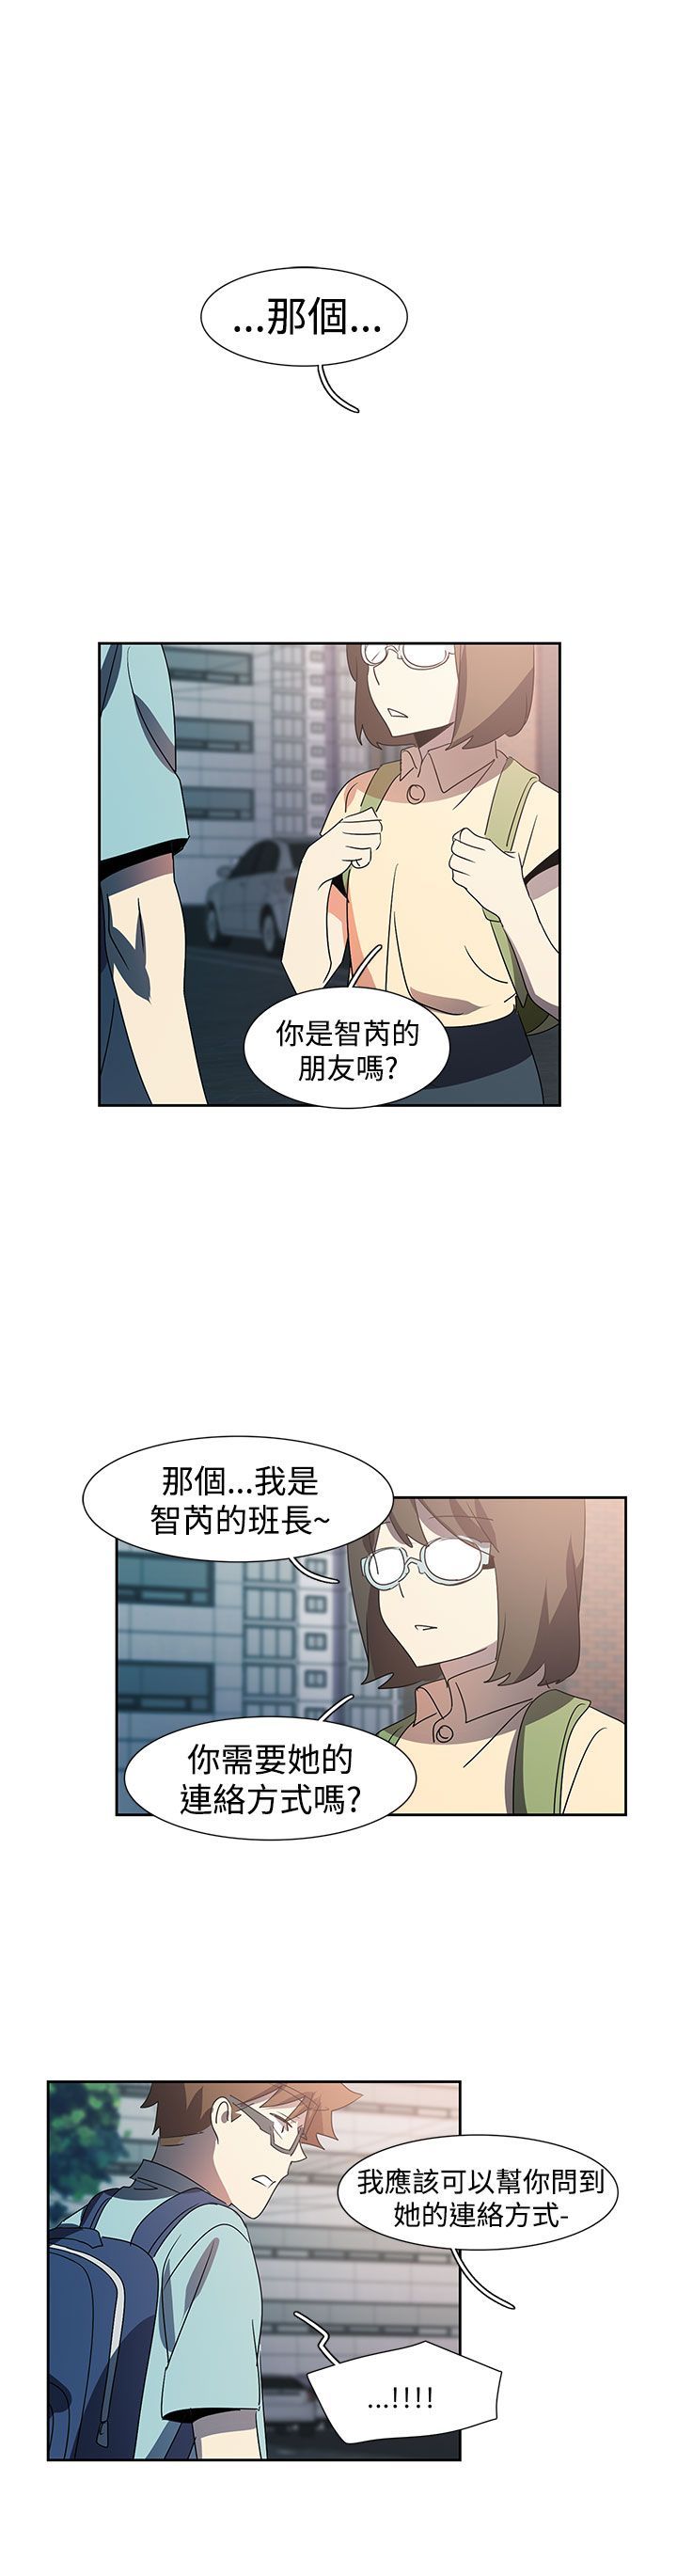 ...那個...
你是智芮的
朋友嗎?
那個...我是
智芮的班長~
你需要她的
連絡方式嗎?
我應該可以幫你問到
她的連絡方式-
...!!!!